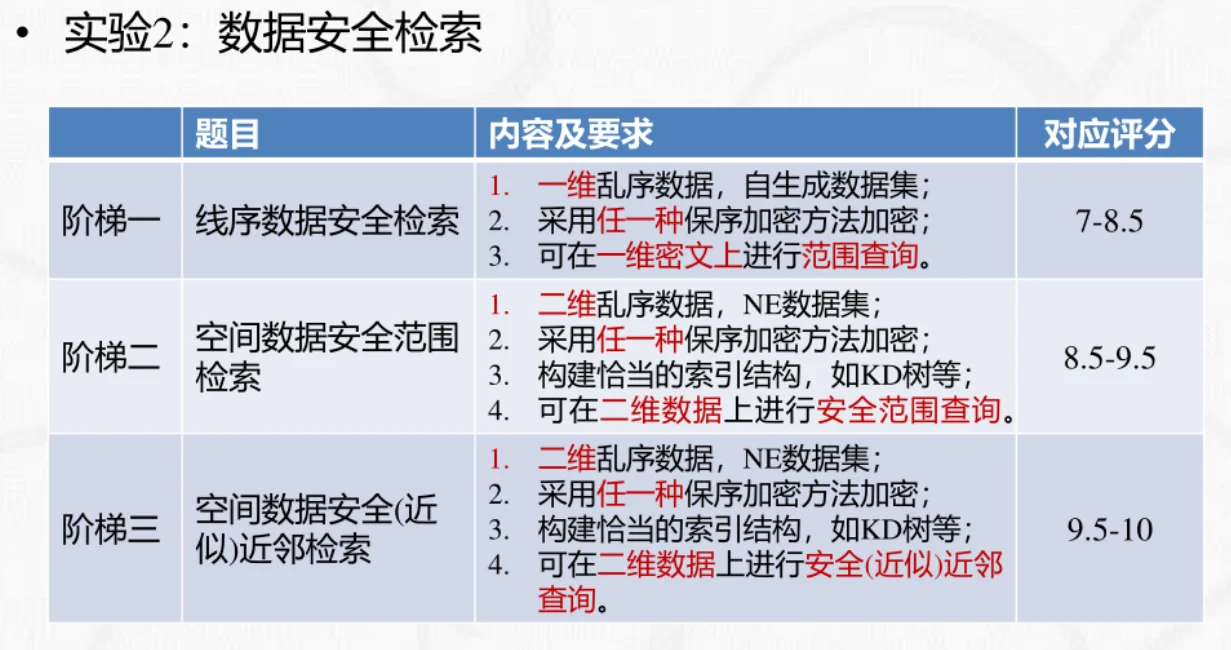 • 实验2：数据安全检索
题目
内容及要求
对应评分
阶梯一
线序数据安全检索
1. 一维乱序数据，自生成数据集；
2. 采用任一种保序加密方法加密；
3. 可在一维密文上进行范围查询。
7-8.5
阶梯二
空间数据安全范围
检索
1. 二维乱序数据，NE数据集；
2. 采用任一种保序加密方法加密；
3. 构建恰当的索引结构，如KD树等；
4. 可在二维数据上进行安全范围查询。
8.5-9.5
阶梯三
空间数据安全(近
似)近邻检索
1. 二维乱序数据，NE数据集；
2. 采用任一种保序加密方法加密；
3. 构建恰当的索引结构，如KD树等；
4. 可在二维数据上进行安全(近似)近邻
查询。
9.5-10